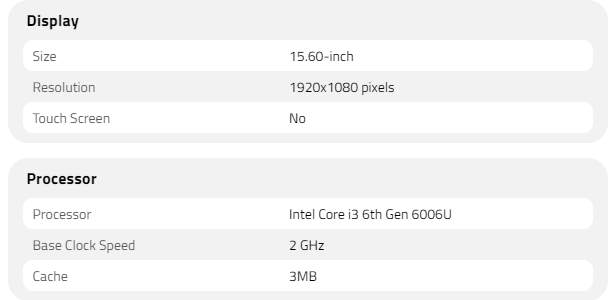 Display
Size 15.60-inch
Resolution 1920x1080 pixels
Touch Screen No
Processor
Processor Intel Core i3 6th Gen 6006U
Base Clock Speed 2 GHz
Cache 3MB